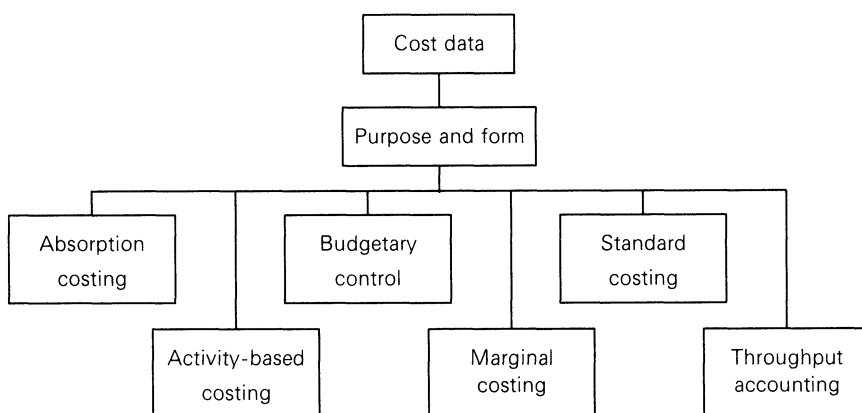 Cost data
Purpose and form
Absorption
costing
Budgetary
control
Standard
costing
Activity-based
costing
Marginal
costing
Throughput
accounting